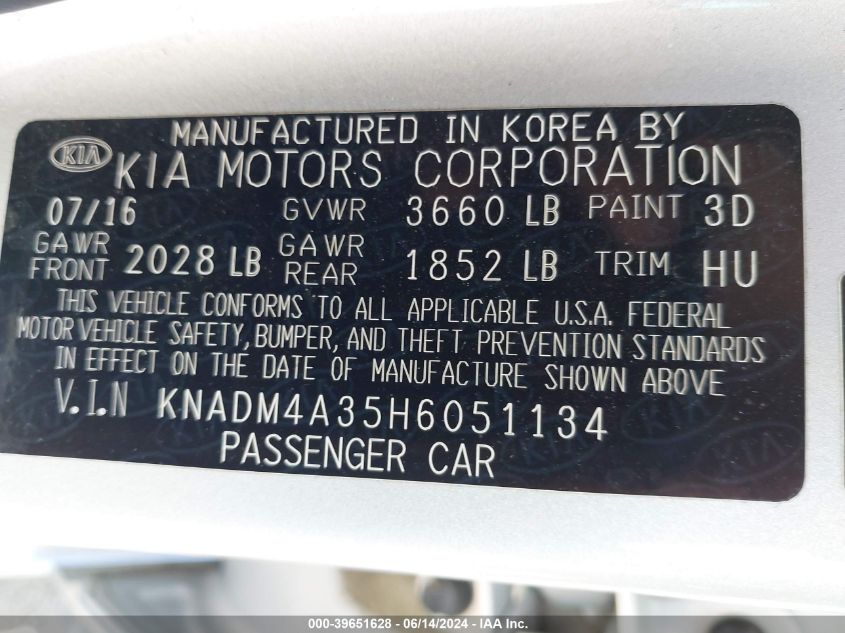 MANUFACTURED IN KOREA BY
KIA KIA MOTORS CORPORATION
07/16 GVWR 3660 LB PAINT 3D
GAWR FRONT 2028 LB GAWR REAR 1852 LB TRIM HU
THIS VEHICLE CONFORMS TO ALL APPLICABLE U.S.A. FEDERAL
MOTOR VEHICLE SAFETY, BUMPER, AND THEFT PREVENTION STANDARDS
IN EFFECT ON THE DATE OF MANUFACTURE SHOWN ABOVE
V.I.N KNADM4A35H6051134
PASSENGER CAR
000-39651628 - 06/14/2024 - IAA, Inc.